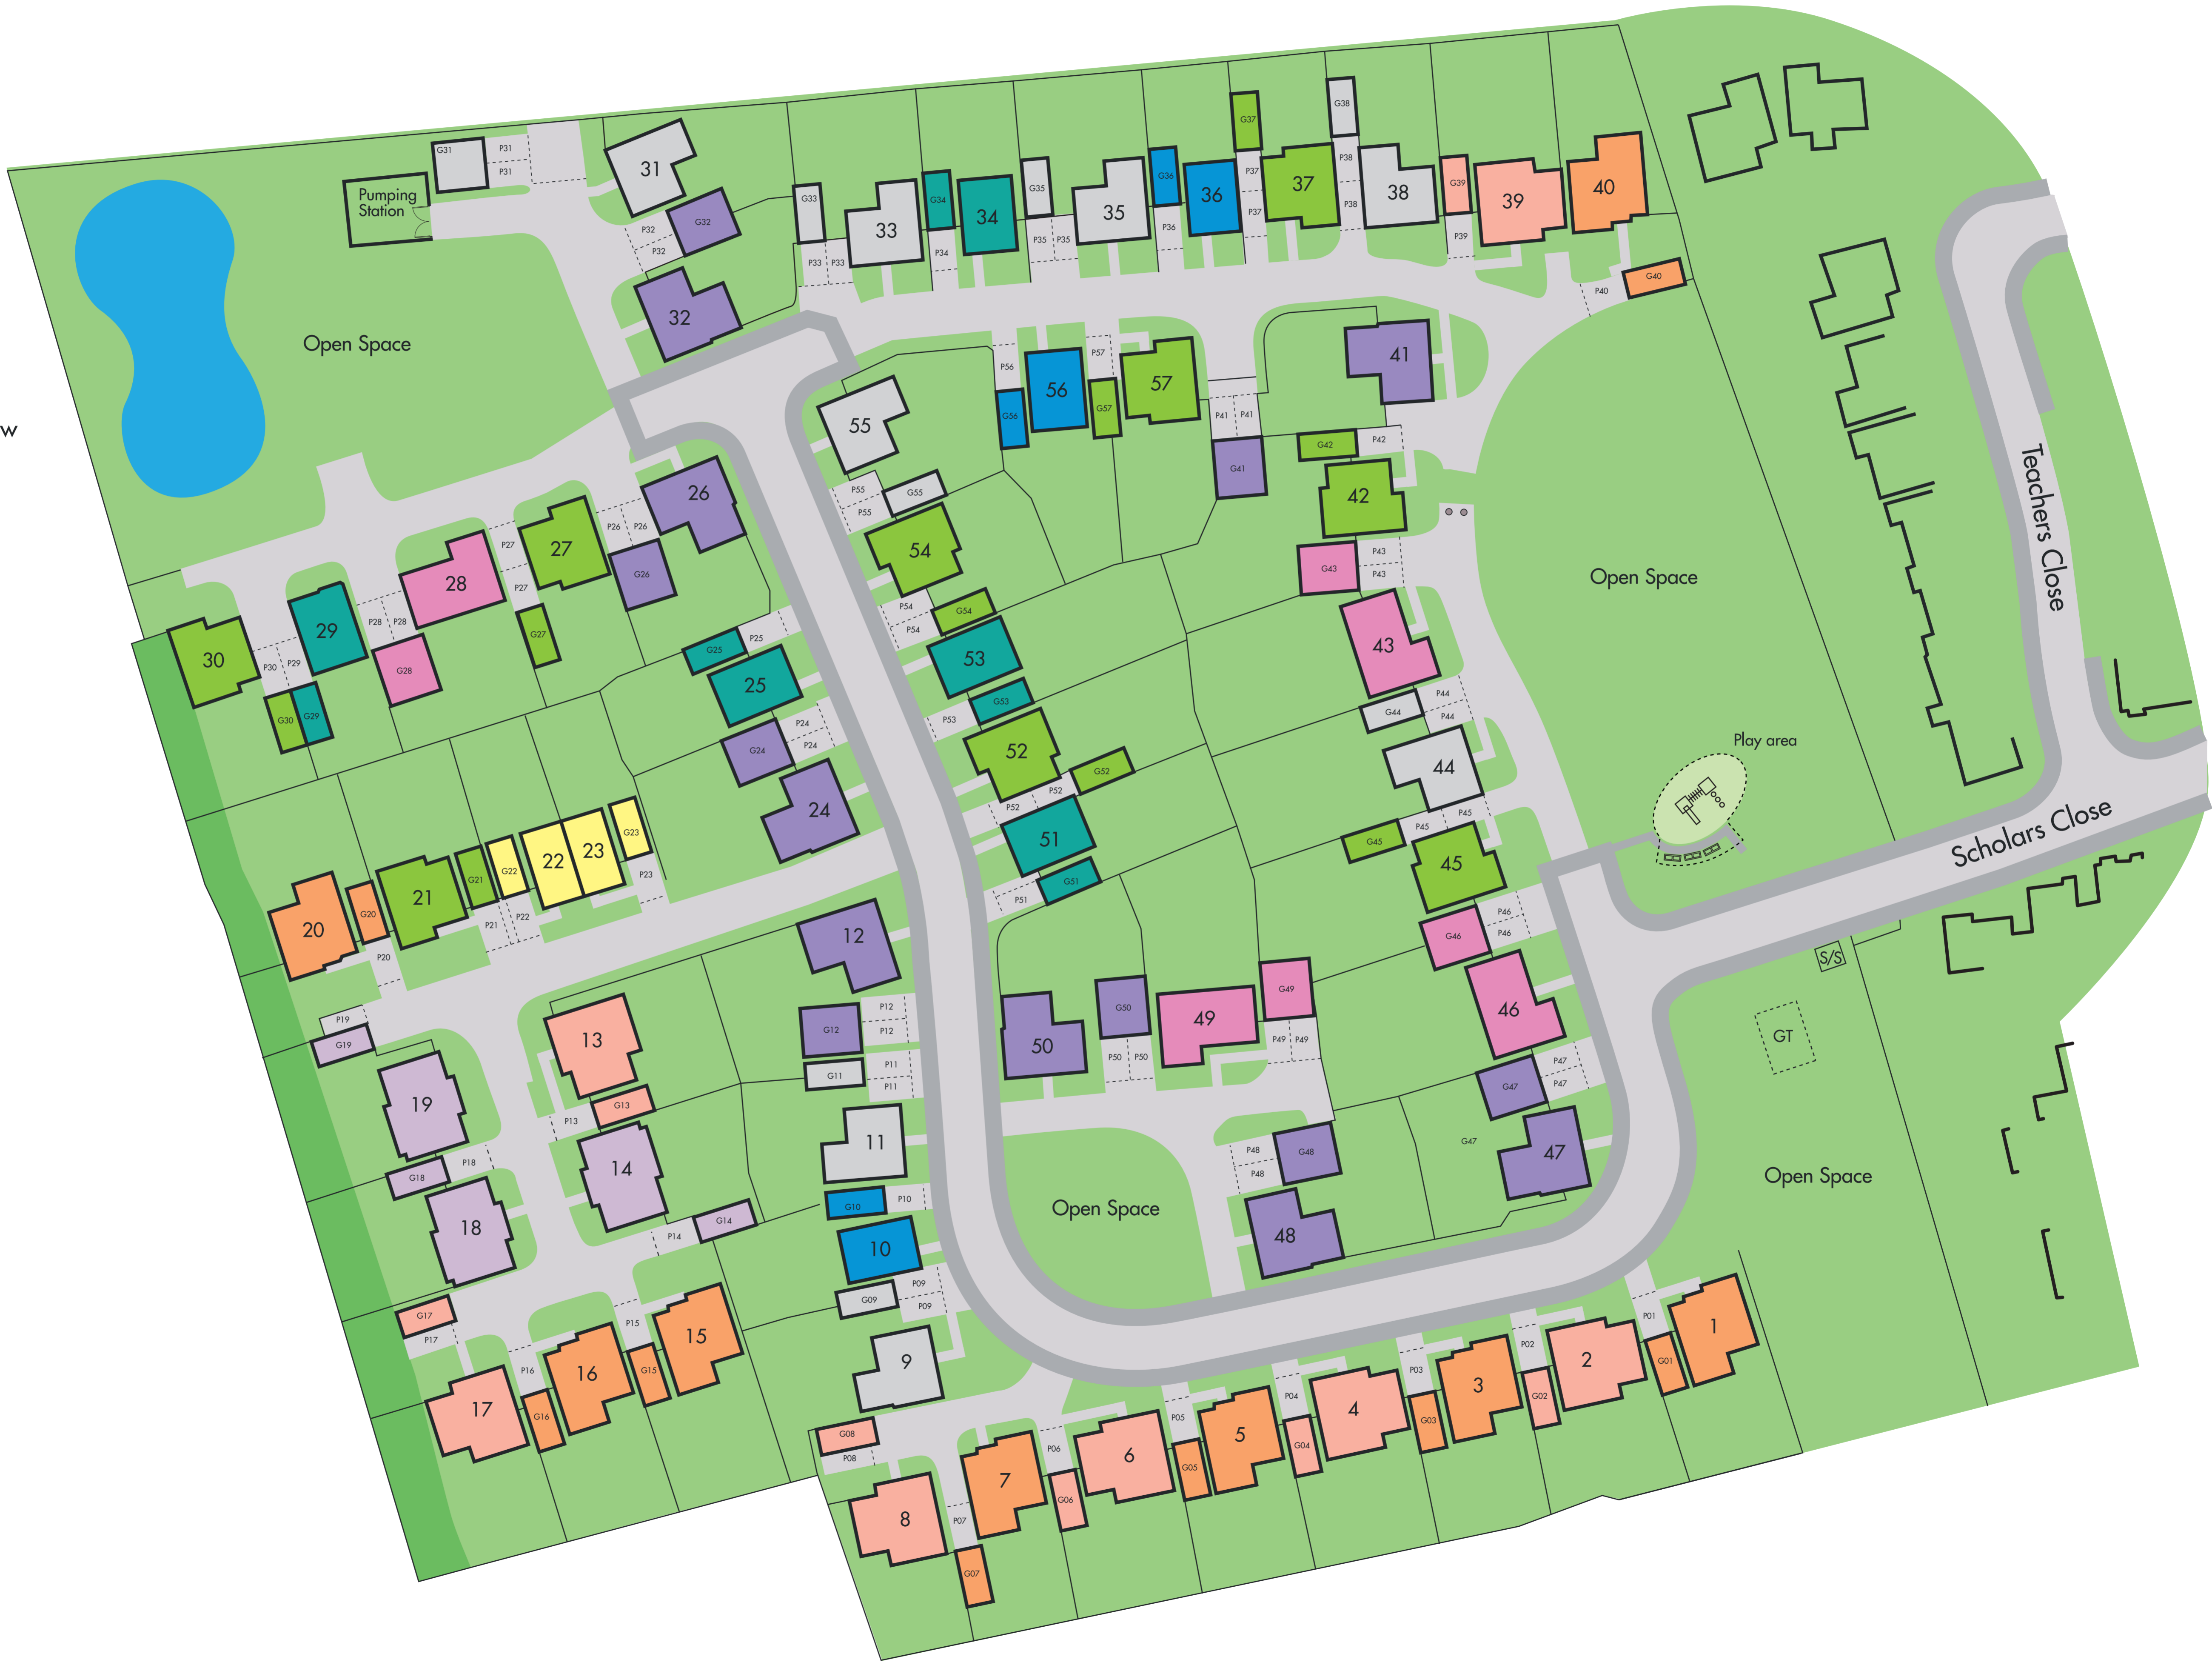 G31
P31
P31
31
Pumping
Station
G32
P32
P32
32
G33
P33
P33
33
G34
P34
34
G35
P35
P35
35
G36
P36
36
G37
P37
P37
37
G38
P38
P38
38
G39
P39
39
40
G40
P40
Open Space
w
P56
G56
56
P57
G57
57
41
P41
P41
G41
G42
P42
42
G43
P43
P43
43
Open Space
Teachers Close
55
P55
P55
G55
54
P54
P54
G54
53
P53
G53
52
P52
P52
G52
51
P51
G51
26
P26
P26
G26
27
P27
P27
G27
28
P28
P28
G28
29
P29
G29
30
P30
G30
G25
P25
25
G24
P24
P24
24
G44
P44
P44
44
G45
P45
P45
45
G46
P46
P46
46
G47
P47
P47
G47
47
Play area
Scholars Close
S/S
GT
20
G20
P20
21
G21
P21
G22
P22
22
23
G23
P23
P19
G19
19
G18
P18
18
G17
P17
17
13
G13
P13
14
G14
P14
15
P15
G15
16
P16
G16
12
G12
P12
P12
G11
P11
P11
11
G10
P10
10
G09
P09
P09
9
G08
P08
8
50
G50
P50
P50
49
G49
P49
P49
P48
P48
G48
48
Open Space
Open Space
7
P07
G07
6
P06
G06
5
P05
G05
4
P04
G04
3
P03
G03
2
P02
G02
1
P01
G01